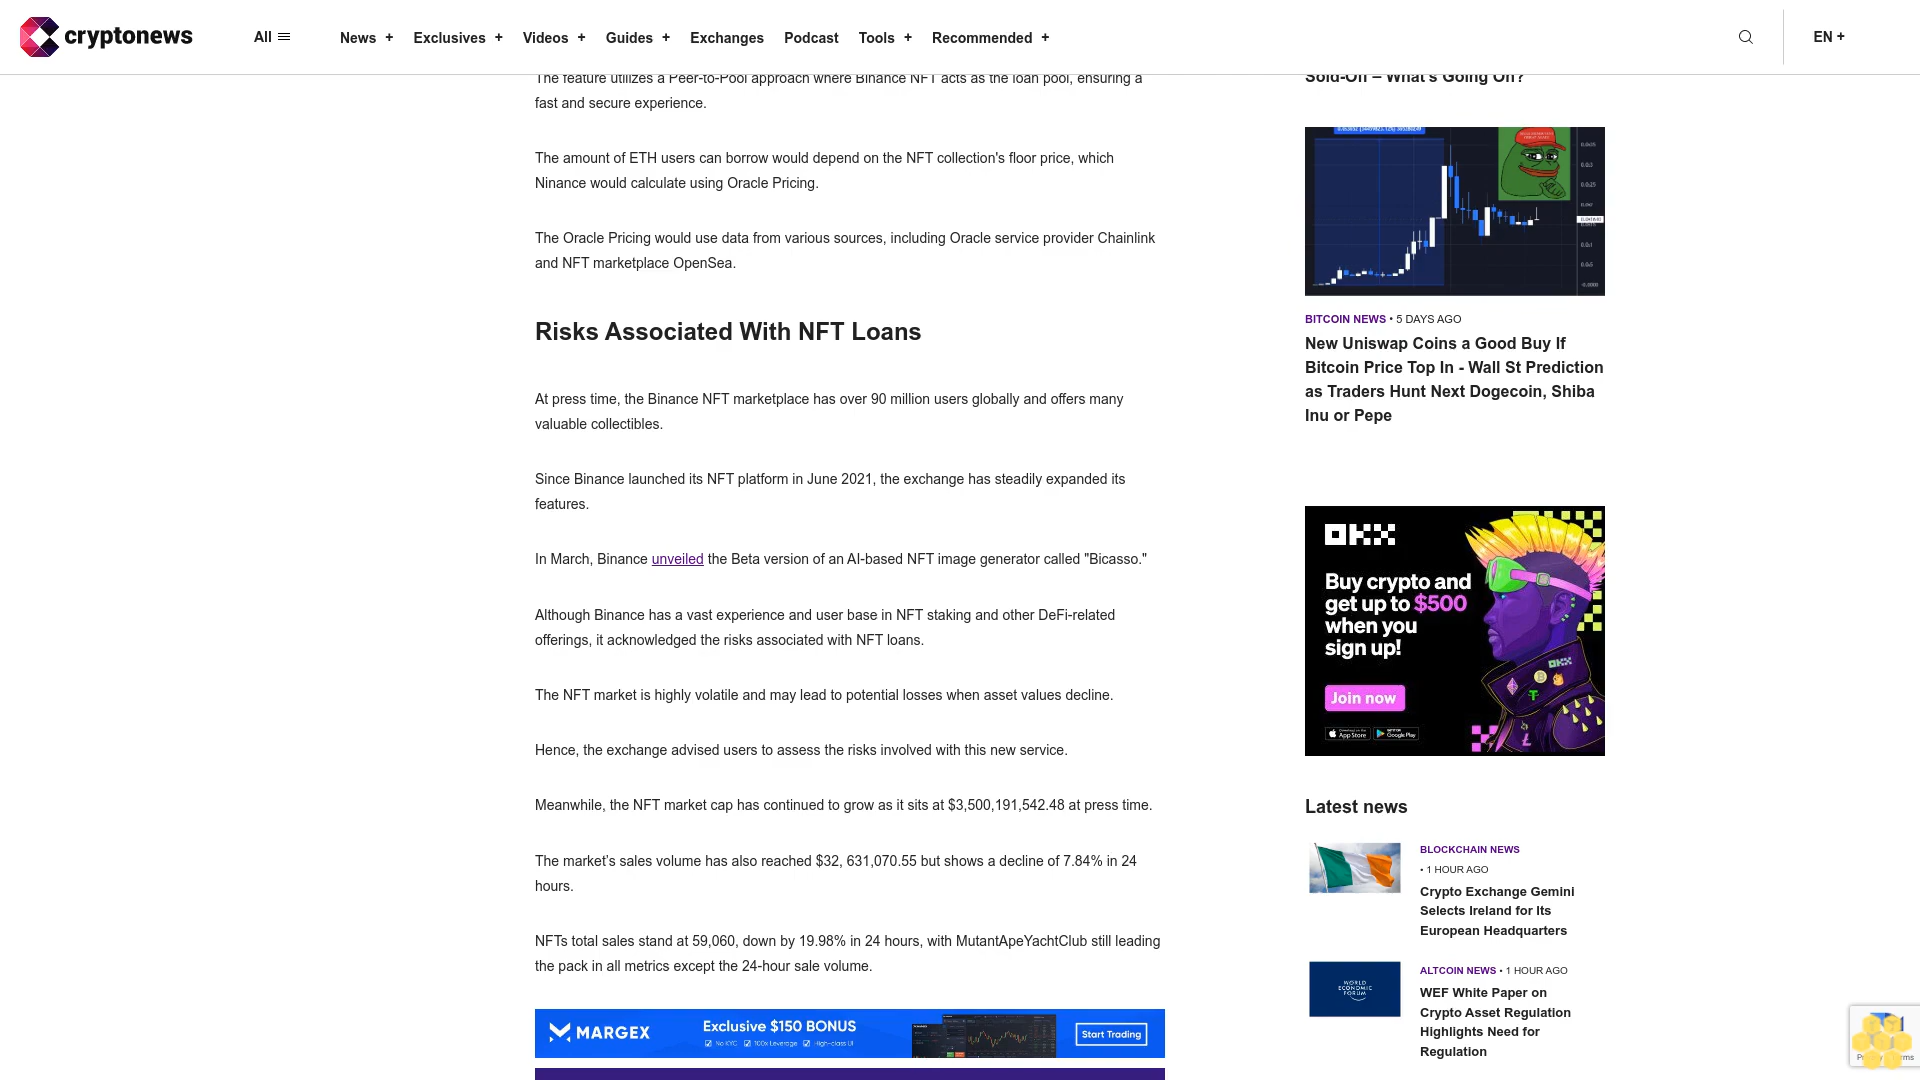 cryptonews
All
News +
Exclusives +
Videos +
Guides +
Exchanges
Podcast
Tools +
Recommended +
EN +
The feature utilizes a Peer-to-Pool approach where Binance NFT acts as the loan pool, ensuring a
fast and secure experience.
The amount of ETH users can borrow would depend on the NFT collection's floor price, which
Ninance would calculate using Oracle Pricing.
The Oracle Pricing would use data from various sources, including Oracle service provider Chainlink
and NFT marketplace OpenSea.
Risks Associated With NFT Loans
At press time, the Binance NFT marketplace has over 90 million users globally and offers many
valuable collectibles.
Since Binance launched its NFT platform in June 2021, the exchange has steadily expanded its
features.
In March, Binance unveiled the Beta version of an AI-based NFT image generator called "Bicasso."
Although Binance has a vast experience and user base in NFT staking and other DeFi-related
offerings, it acknowledged the risks associated with NFT loans.
The NFT market is highly volatile and may lead to potential losses when asset values decline.
Hence, the exchange advised users to assess the risks involved with this new service.
Meanwhile, the NFT market cap has continued to grow as it sits at $3,500,191,542.48 at press time.
The market's sales volume has also reached $32, 631,070.55 but shows a decline of 7.84% in 24
hours.
NFTs total sales stand at 59,060, down by 19.98% in 24 hours, with MutantApeYachtClub still leading
the pack in all metrics except the 24-hour sale volume.
MARGEX
Exclusive $150 BONUS
No KYC 100x Leverage High-class UI
Start Trading
Sold-Off – What's Going On?
BITCOIN NEWS • 5 DAYS AGO
New Uniswap Coins a Good Buy If
Bitcoin Price Top In - Wall St Prediction
as Traders Hunt Next Dogecoin, Shiba
Inu or Pepe
OKX
Buy crypto and
get up to $500
when you
sign up!
Join now
App Store
Google Play
OKX
Latest news
BLOCKCHAIN NEWS
• 1 HOUR AGO
Crypto Exchange Gemini
Selects Ireland for Its
European Headquarters
WORLD
ECONOMIC
FORUM
ALTCOIN NEWS • 1 HOUR AGO
WEF White Paper on
Crypto Asset Regulation
Highlights Need for
Regulation